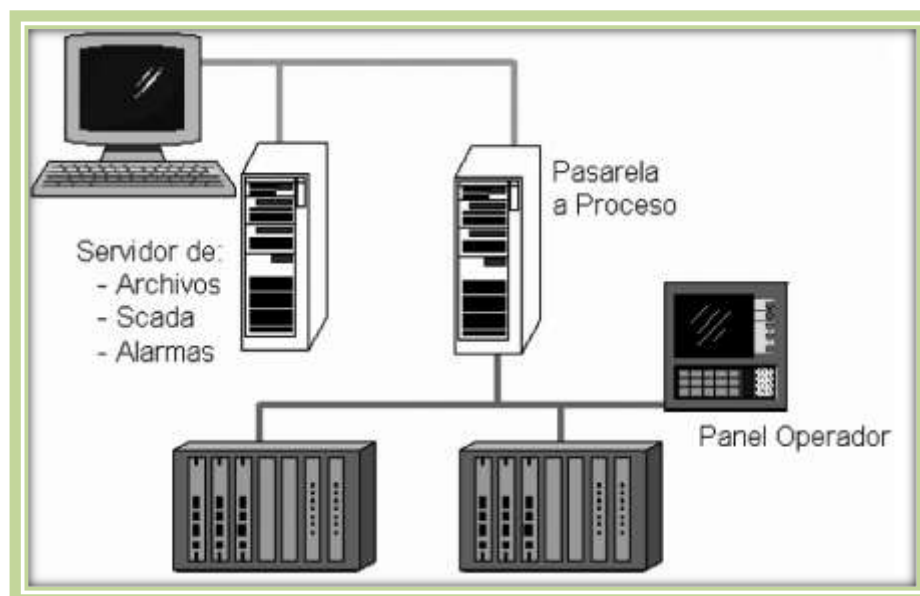 Pasarela
a Proceso
Servidor de:
- Archivos
- Scada
- Alarmas
Panel Operador